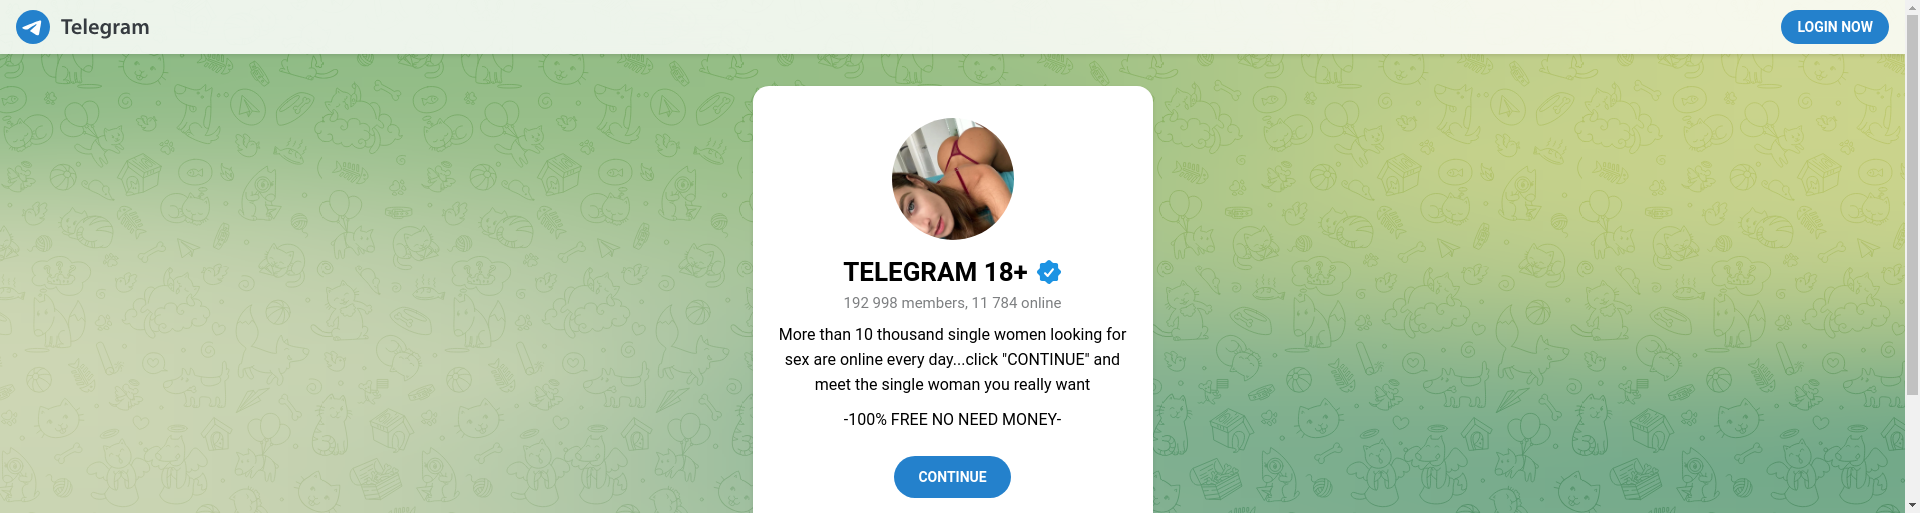 Telegram
LOGIN NOW
TELEGRAM 18+
192 998 members, 11 784 online
More than 10 thousand single women looking for
sex are online every day...click "CONTINUE" and
meet the single woman you really want
-100% FREE NO NEED MONEY-
CONTINUE